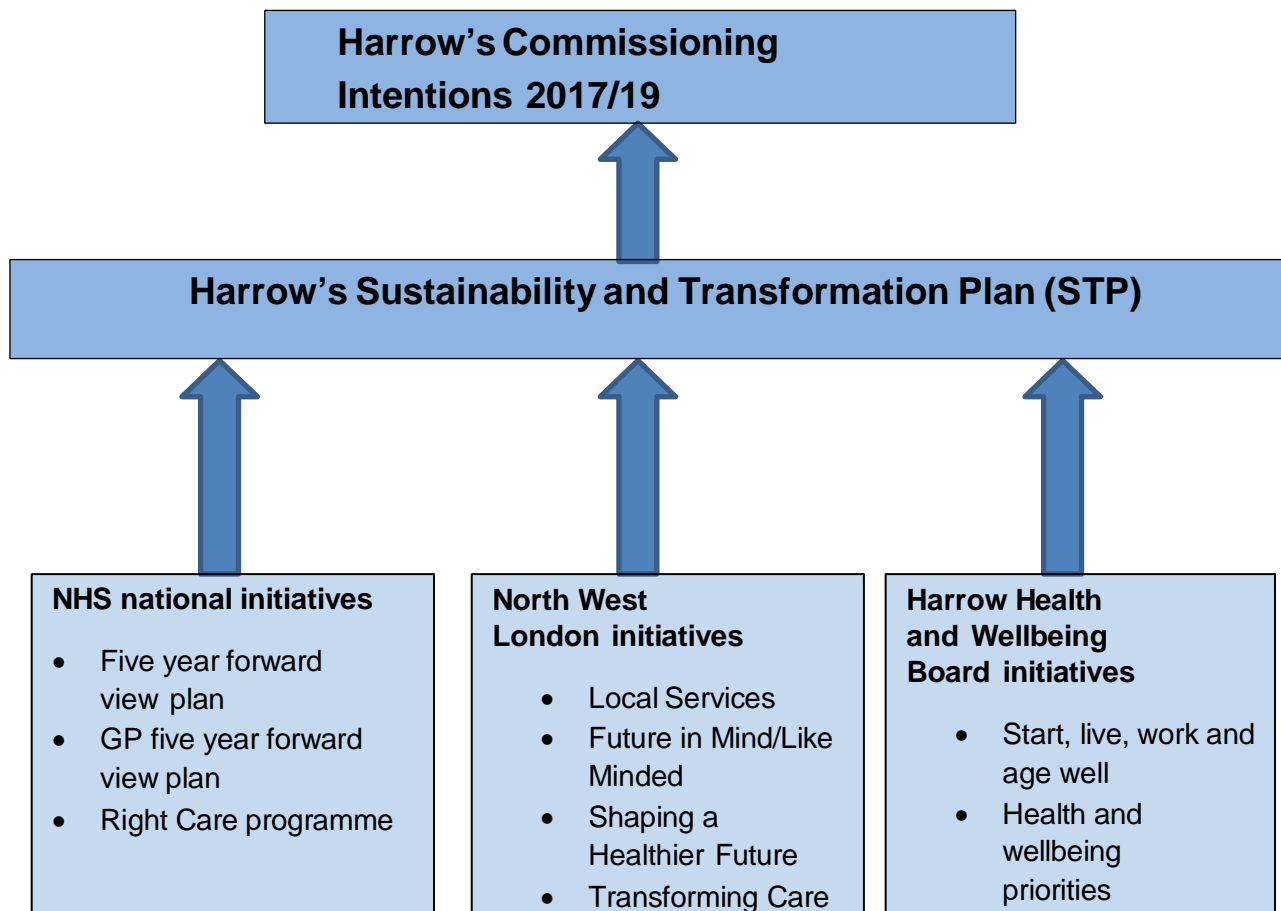 Harrow's Commissioning
Intentions 2017/19
Harrow's Sustainability and Transformation Plan (STP)
NHS national initiatives
• Five year forward
view plan
• GP five year forward
view plan
• Right Care programme
North West
London initiatives
• Local Services
• Future in Mind/Like
Minded
• Shaping a
Healthier Future
• Transforming Care
Harrow Health
and Wellbeing
Board initiatives
• Start, live, work and
age well
• Health and
wellbeing
priorities